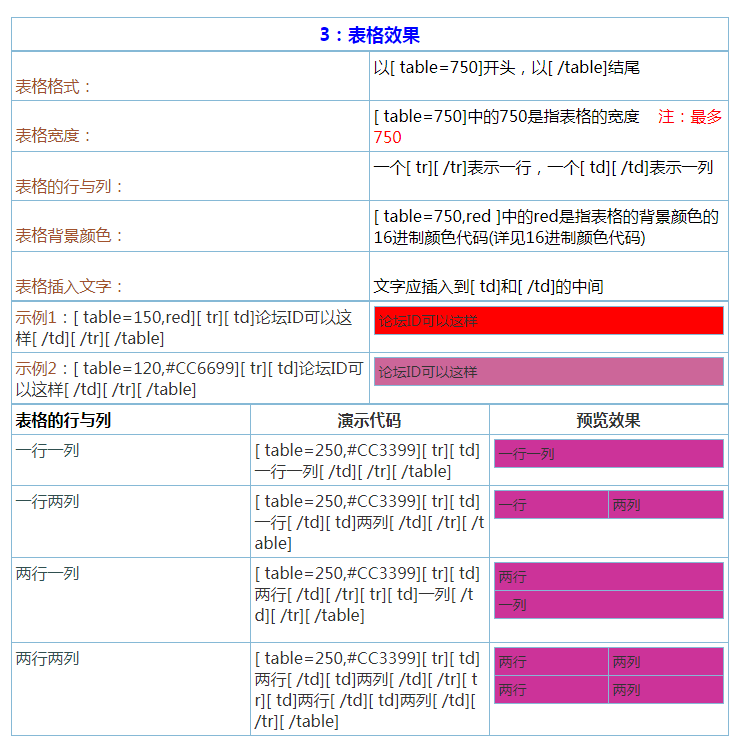 3：表格效果
表格格式：
以[ table=750]开头，以[ /table]结尾
表格宽度：
[ table=750]中的750是指表格的宽度 注：最多
750
表格的行与列：
一个[ tr][ /tr]表示一行，一个[ td][ /td]表示一列
表格背景颜色：
[ table=750,red ]中的red是指表格的背景颜色的
16进制颜色代码(详见16进制颜色代码)
表格插入文字：
文字应插入到[ td]和[ /td]的中间
示例1：[ table=150,red][ tr][ td]论坛ID可以这
样[ /td][ /tr][ /table]
论坛ID可以这样
示例2：[ table=120,#CC6699][ tr][ td]论坛ID可
以这样[ /td][ /tr][ /table]
论坛ID可以这样
表格的行与列
演示代码
预览效果
一行一列
[ table=250,#CC3399][ tr][ td]
一行一列[ /td][ /tr][ /table]
一行一列
一行两列
[ table=250,#CC3399][ tr][ td]
一行[ /td][ td]两列[ /td][ /tr][ /t
able]
一行
两列
两行一列
[ table=250,#CC3399][ tr][ td]
两行[ /td][ /tr][ tr][ td]一列[ /t
d][ /tr][ /table]
两行
一列
两行两列
[ table=250,#CC3399][ tr][ td]
两行[ /td][ td]两列[ /td][ /tr][ t
r][ td]两行[ /td][ td]两列[ /td][
/tr][ /table]
两行
两列
两行
两列